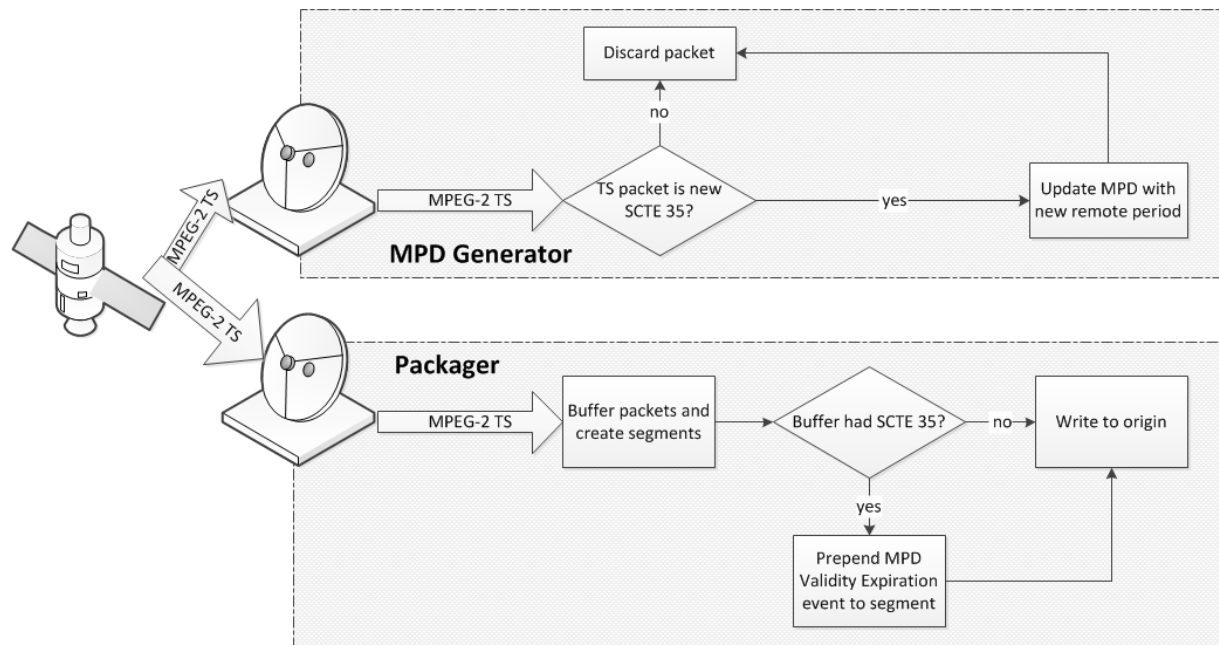 Discard packet
no
MPEG-2 TS
MPEG-2 TS
TS packet is new
SCTE 35?
yes
Update MPD with
new remote period
MPD Generator
MPEG-2 TS
Packager
MPEG-2 TS
Buffer packets and
create segments
Buffer had SCTE 35?
no
Write to origin
yes
Prepend MPD
Validity Expiration
event to segment